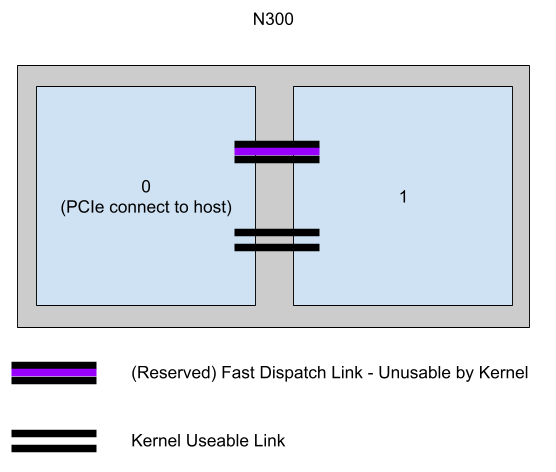 N300
0
(PCIe connect to host)
1
(Reserved) Fast Dispatch Link - Unusable by Kernel
Kernel Useable Link